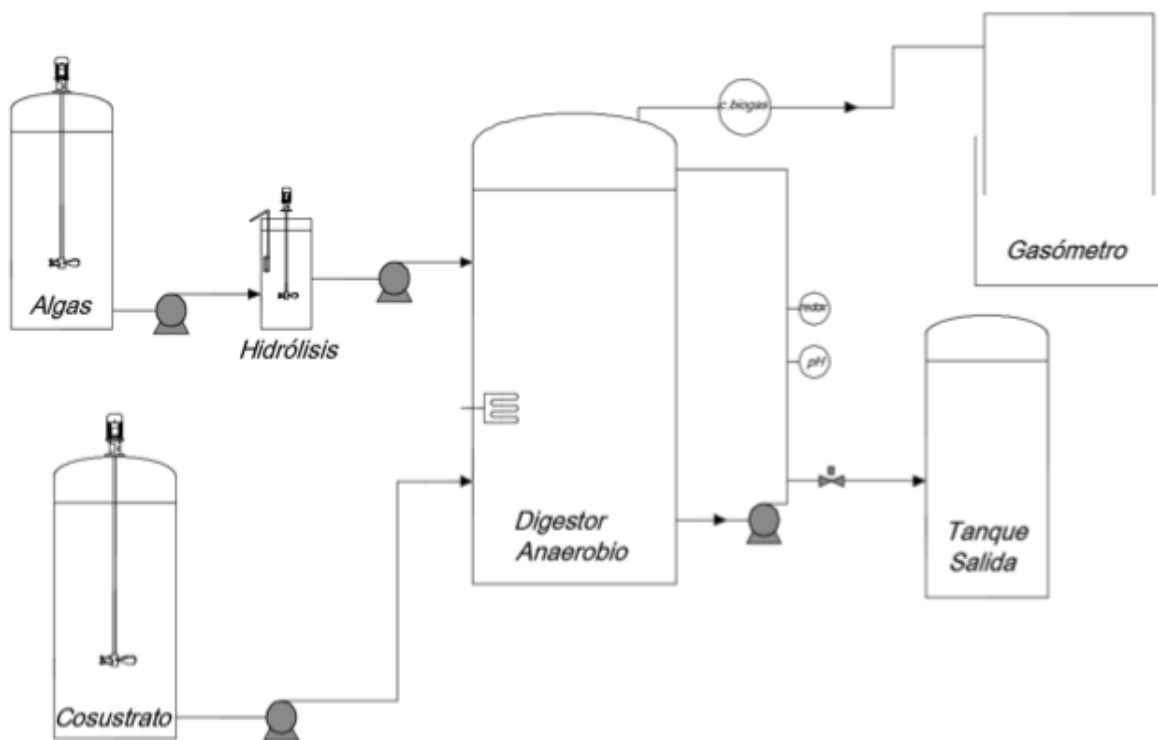 c biogas
Gasómetro
Algas
Hidrólisis
redox
pH
Digestor
Anaerobio
Tanque
Salida
Cosustrato